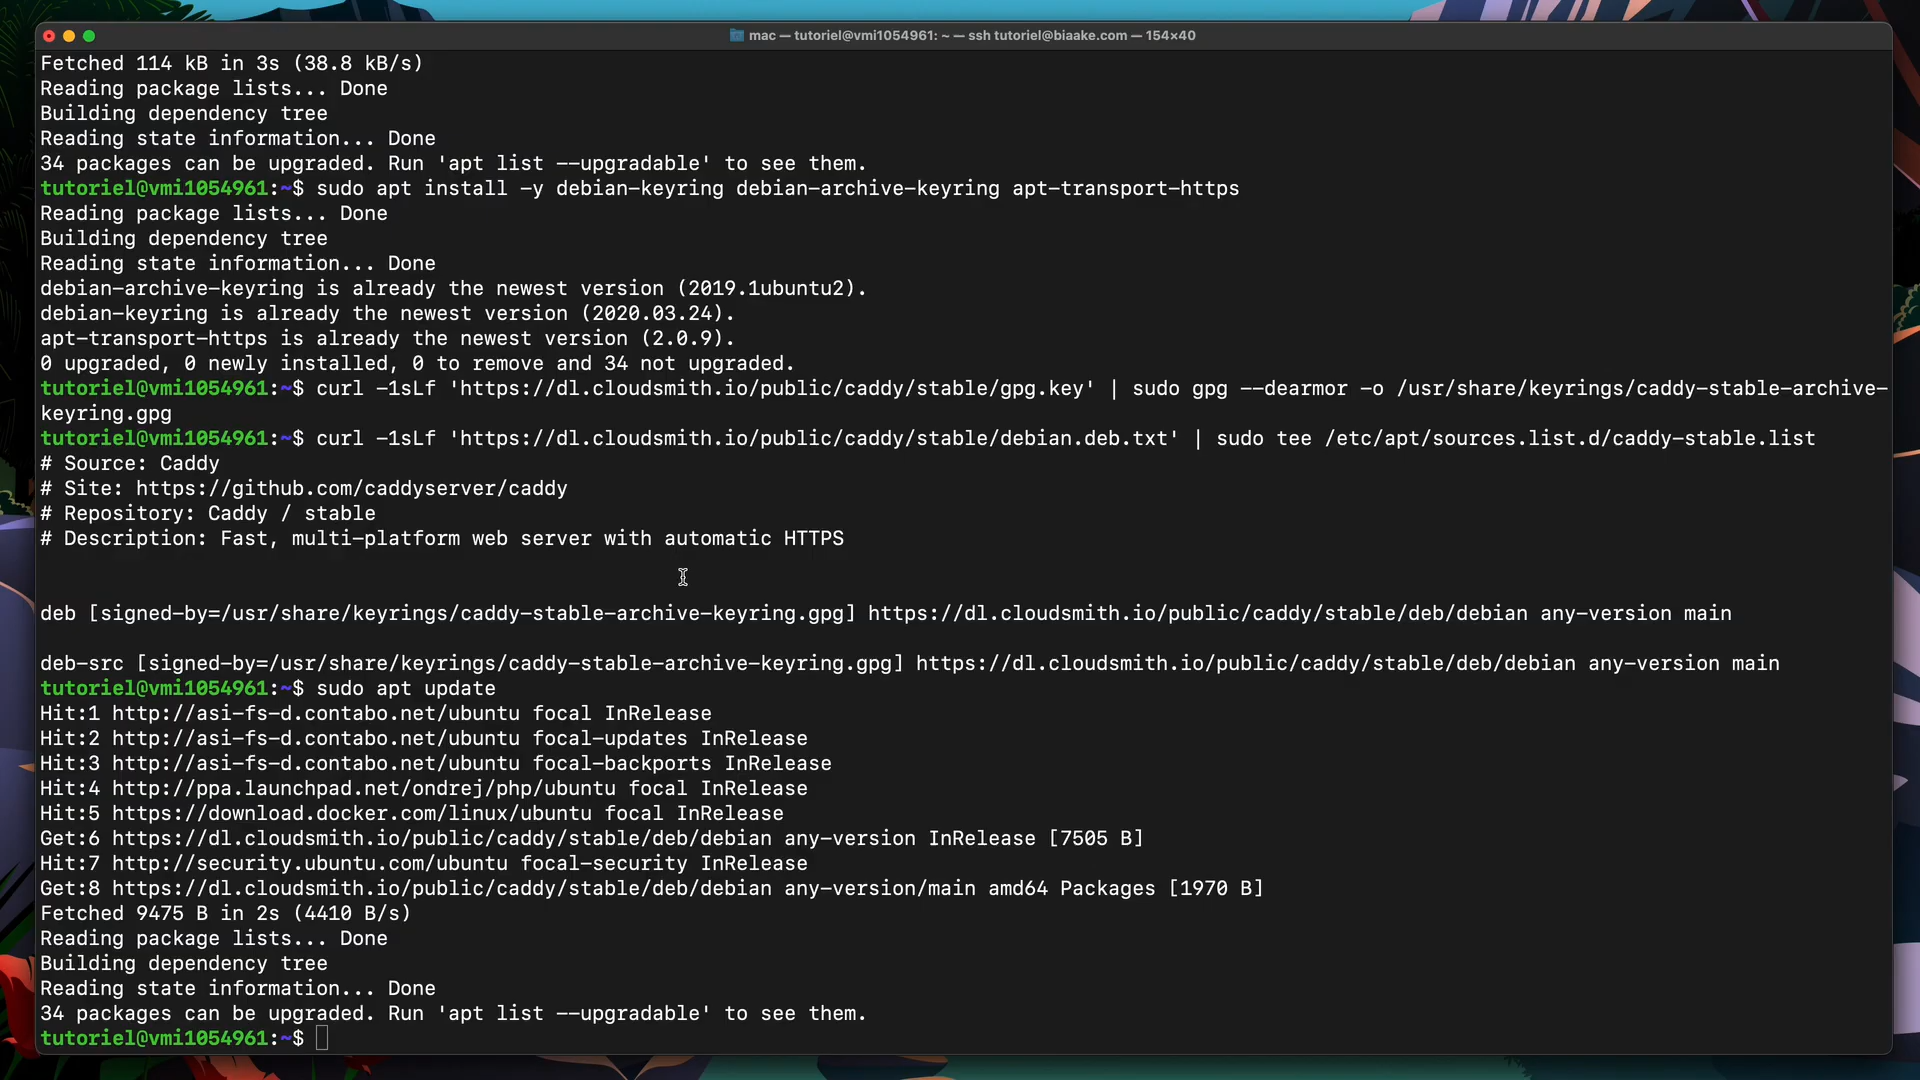 mac — tutoriel@vmi1054961: ~ — ssh tutoriel@biaake.com — 154×40
Fetched 114 kB in 3s (38.8 kB/s)
Reading package lists... Done
Building dependency tree
Reading state information... Done
34 packages can be upgraded. Run 'apt list --upgradable' to see them.
tutoriel@vmi1054961:~$ sudo apt install -y debian-keyring debian-archive-keyring apt-transport-https
Reading package lists... Done
Building dependency tree
Reading state information... Done
debian-archive-keyring is already the newest version (2019.1ubuntu2).
debian-keyring is already the newest version (2020.03.24).
apt-transport-https is already the newest version (2.0.9).
0 upgraded, 0 newly installed, 0 to remove and 34 not upgraded.
tutoriel@vmi1054961:~$ curl -1sLf 'https://dl.cloudsmith.io/public/caddy/stable/gpg.key' | sudo gpg --dearmor -o /usr/share/keyrings/caddy-stable-archive-
keyring.gpg
tutoriel@vmi1054961:~$ curl -1sLf 'https://dl.cloudsmith.io/public/caddy/stable/debian.deb.txt' | sudo tee /etc/apt/sources.list.d/caddy-stable.list
# Source: Caddy
# Site: https://github.com/caddyserver/caddy
# Repository: Caddy / stable
# Description: Fast, multi-platform web server with automatic HTTPS
deb [signed-by=/usr/share/keyrings/caddy-stable-archive-keyring.gpg] https://dl.cloudsmith.io/public/caddy/stable/deb/debian any-version main
deb-src [signed-by=/usr/share/keyrings/caddy-stable-archive-keyring.gpg] https://dl.cloudsmith.io/public/caddy/stable/deb/debian any-version main
tutoriel@vmi1054961:~$ sudo apt update
Hit:1 http://asi-fs-d.contabo.net/ubuntu focal InRelease
Hit:2 http://asi-fs-d.contabo.net/ubuntu focal-updates InRelease
Hit:3 http://asi-fs-d.contabo.net/ubuntu focal-backports InRelease
Hit:4 http://ppa.launchpad.net/ondrej/php/ubuntu focal InRelease
Hit:5 https://download.docker.com/linux/ubuntu focal InRelease
Get:6 https://dl.cloudsmith.io/public/caddy/stable/deb/debian any-version InRelease [7505 B]
Hit:7 http://security.ubuntu.com/ubuntu focal-security InRelease
Get:8 https://dl.cloudsmith.io/public/caddy/stable/deb/debian any-version/main amd64 Packages [1970 B]
Fetched 9475 B in 2s (4410 B/s)
Reading package lists... Done
Building dependency tree
Reading state information... Done
34 packages can be upgraded. Run 'apt list --upgradable' to see them.
tutoriel@vmi1054961:~$